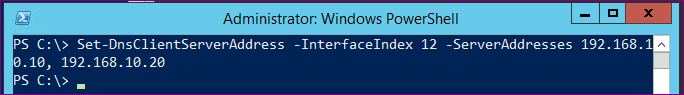 Administrator: Windows PowerShell
PS C:\> Set-DnsClientServerAddress -InterfaceIndex 12 -ServerAddresses 192.168.1
0.10, 192.168.10.20
PS C:\>